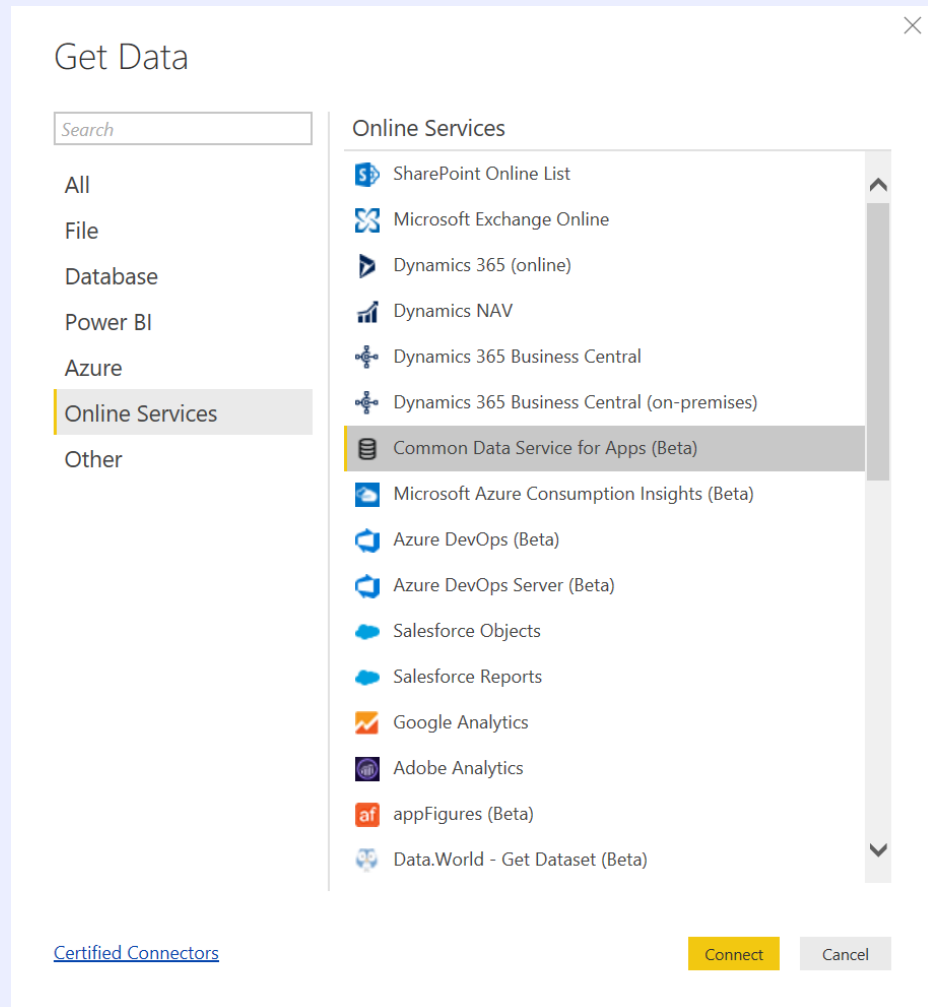 Get Data
Search
All
File
Database
Power BI
Azure
Online Services
Other
Online Services
SharePoint Online List
Microsoft Exchange Online
Dynamics 365 (online)
Dynamics NAV
Dynamics 365 Business Central
Dynamics 365 Business Central (on-premises)
Common Data Service for Apps (Beta)
Microsoft Azure Consumption Insights (Beta)
Azure DevOps (Beta)
Azure DevOps Server (Beta)
Salesforce Objects
Salesforce Reports
Google Analytics
Adobe Analytics
af appFigures (Beta)
Data.World - Get Dataset (Beta)
Certified Connectors
Connect
Cancel